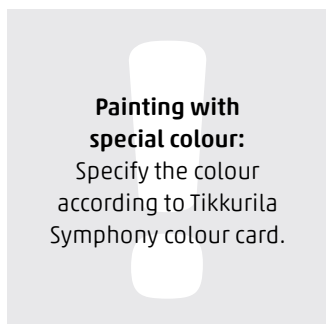 Painting with
special colour:
Specify the colour
according to Tikkurila
Symphony colour card.